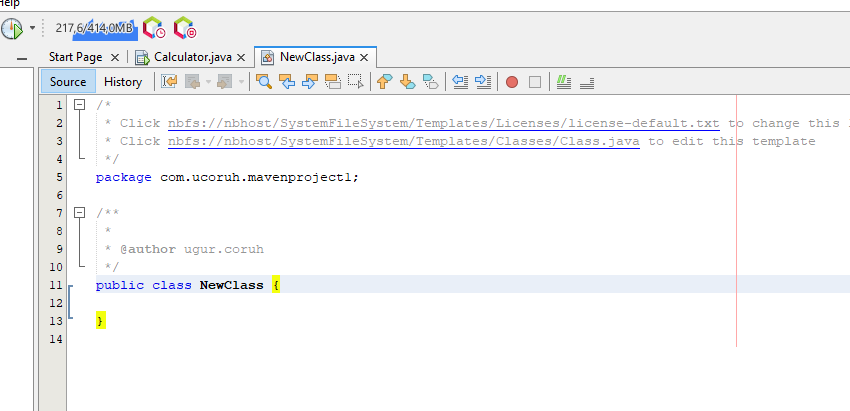 Help
217,6/414,0MB
Start Page Calculator.java NewClass.java
Source History
1 /*
2 * Click nbfs://nbhost/SystemFileSystem/Templates/Licenses/license-default.txt to change this
3 * Click nbfs://nbhost/SystemFileSystem/Templates/Classes/Class.java to edit this template
4 */
5 package com.ucoruh.mavenproject1;
6
7 /**
8 *
9 * @author ugur.coruh
10 */
11 public class NewClass {
12
13 }
14